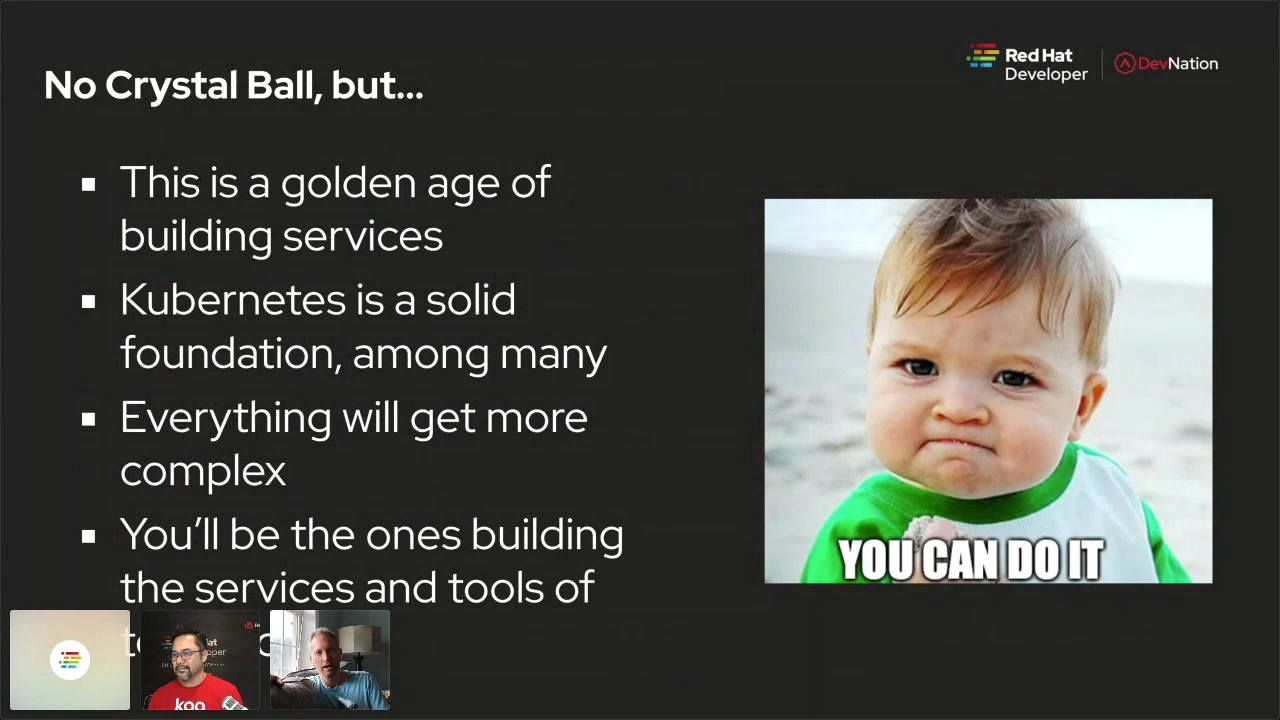 No Crystal Ball, but...
Red Hat
Developer
DevNation
This is a golden age of
building services
Kubernetes is a solid
foundation, among many
Everything will get more
complex
You’ll be the ones building
the services and tools of
YOU CAN DO IT